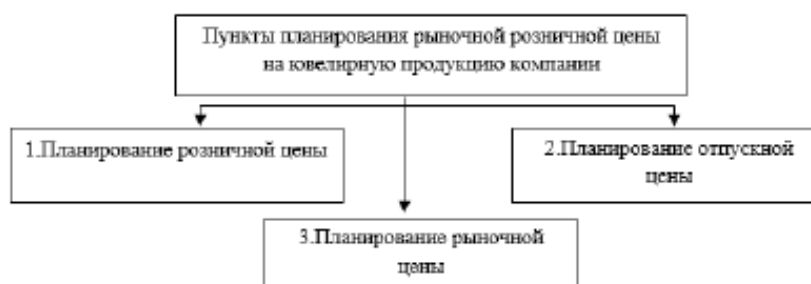 Пункты планирования рыночной розничной цены
на ювелирную продукцию компании
1.Планирование розничной цены
2.Планирование отпускной
цены
3.Планирование рыночной
цены